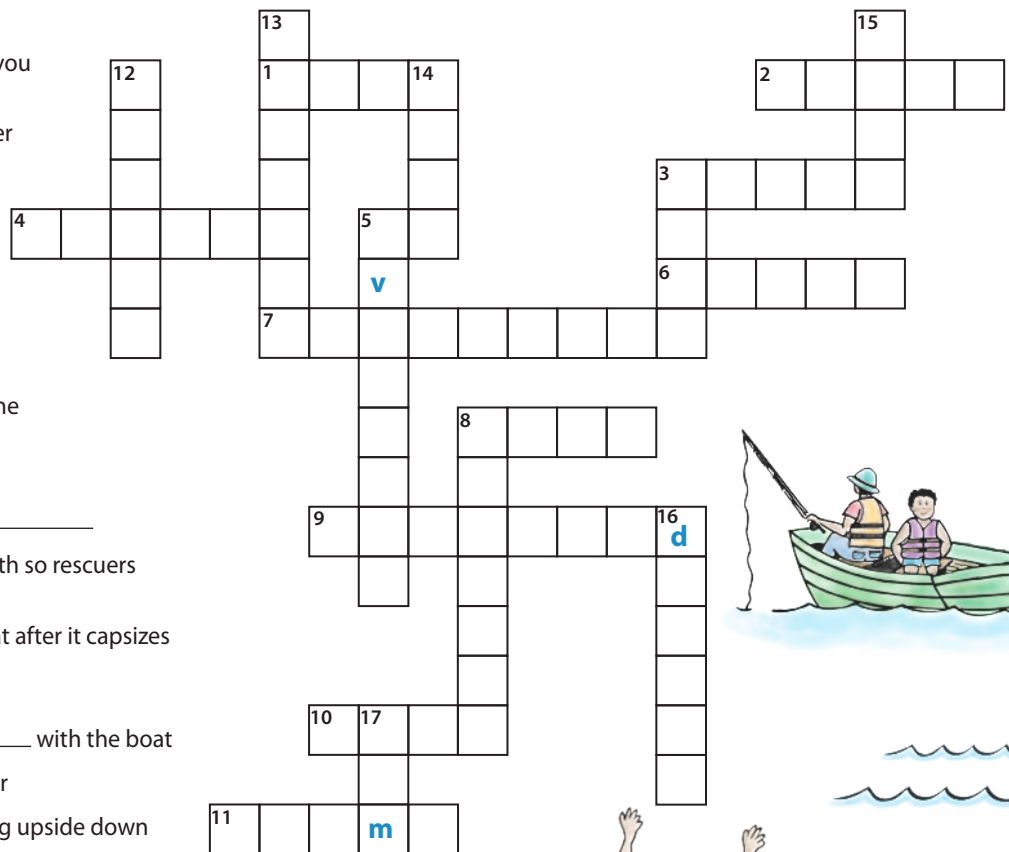 13 15
you
12 1 14 2
er
3
4 5
v 6
7
ne
8
9 16
d
th so rescuers
t after it capsizes
10 17
with the boat
r
11
g upside down m